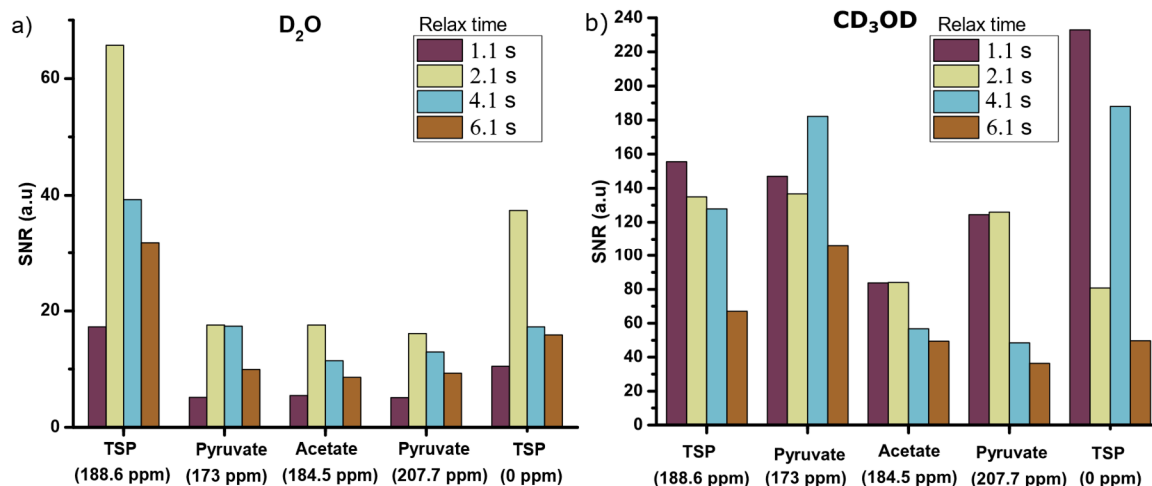 a)
D₂O
Relax time
1.1 s
2.1 s
4.1 s
6.1 s
SNR (a.u)
60
40
20
0
TSP
(188.6 ppm)
Pyruvate
(173 ppm)
Acetate
(184.5 ppm)
Pyruvate
(207.7 ppm)
TSP
(0 ppm)
b)
CD₃OD
Relax time
1.1 s
2.1 s
4.1 s
6.1 s
SNR (a.u)
240
220
200
180
160
140
120
100
80
60
40
20
0
TSP
(188.6 ppm)
Pyruvate
(173 ppm)
Acetate
(184.5 ppm)
Pyruvate
(207.7 ppm)
TSP
(0 ppm)